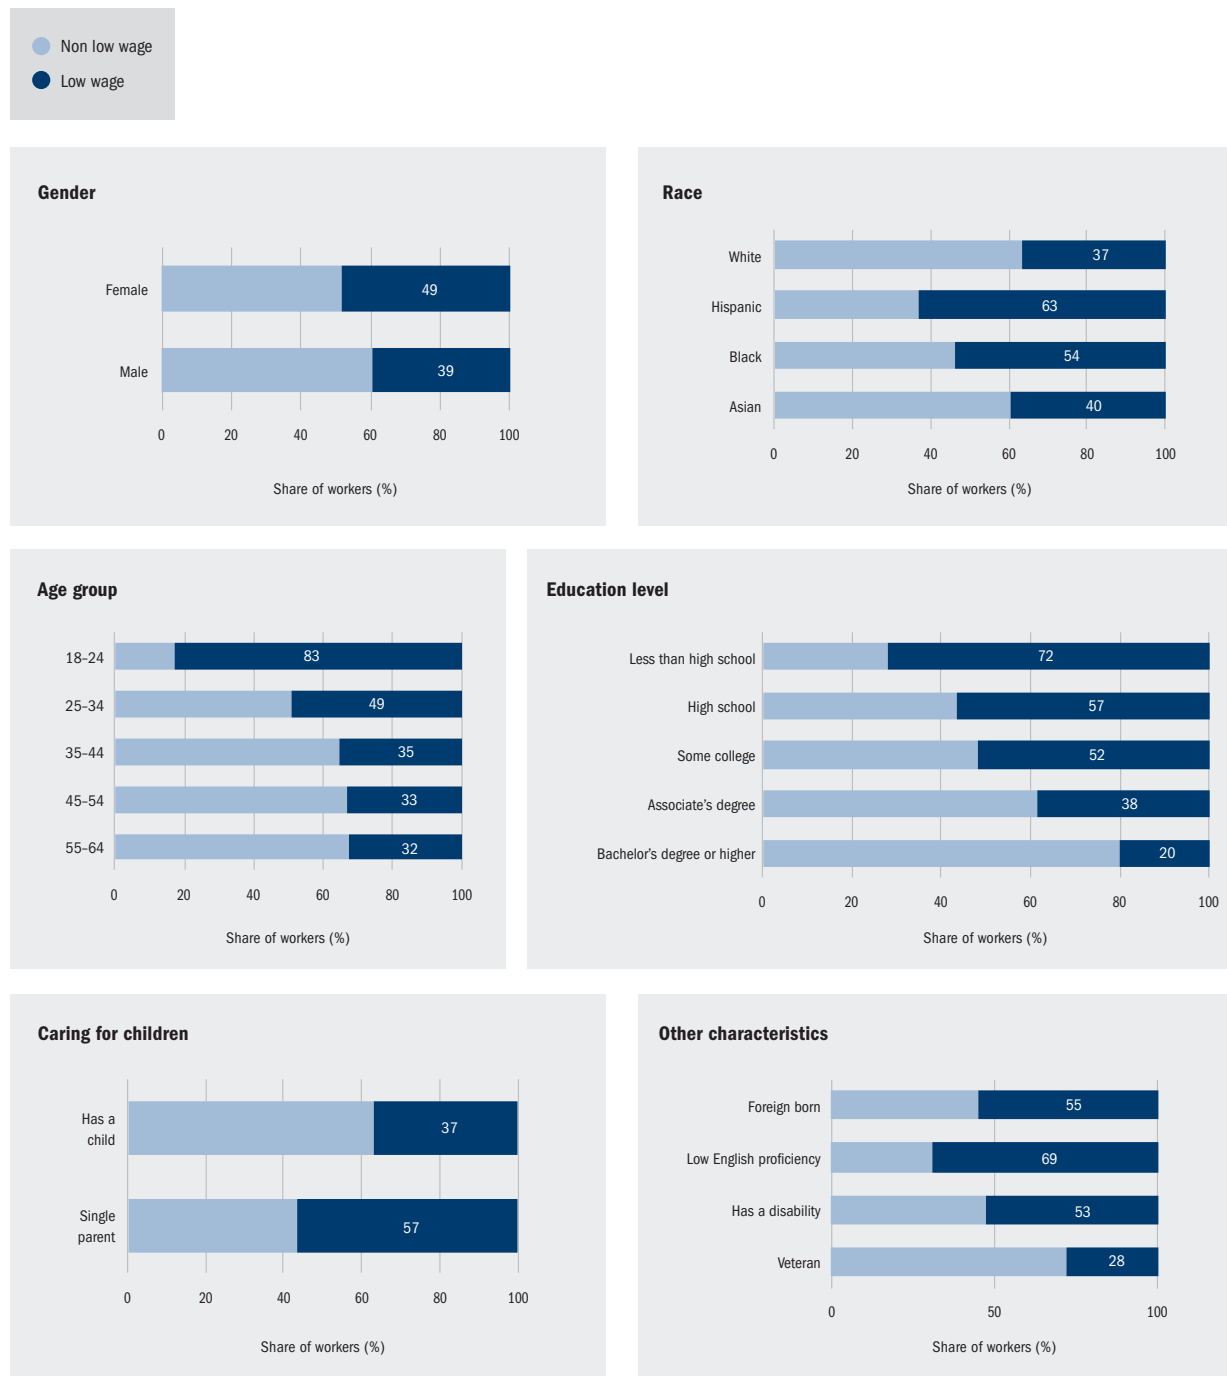 Non low wage
Low wage
Gender
Female
49
Male
39
0 20 40 60 80 100
Share of workers (%)
Race
White
37
Hispanic
63
Black
54
Asian
40
0 20 40 60 80 100
Share of workers (%)
Age group
18–24
83
25–34
49
35–44
35
45–54
33
55–64
32
0 20 40 60 80 100
Share of workers (%)
Education level
Less than high school
72
High school
57
Some college
52
Associate’s degree
38
Bachelor’s degree or higher
20
0 20 40 60 80 100
Share of workers (%)
Caring for children
Has a
child
37
Single
parent
57
0 20 40 60 80 100
Share of workers (%)
Other characteristics
Foreign born
55
Low English proficiency
69
Has a disability
53
Veteran
28
0 50 100
Share of workers (%)